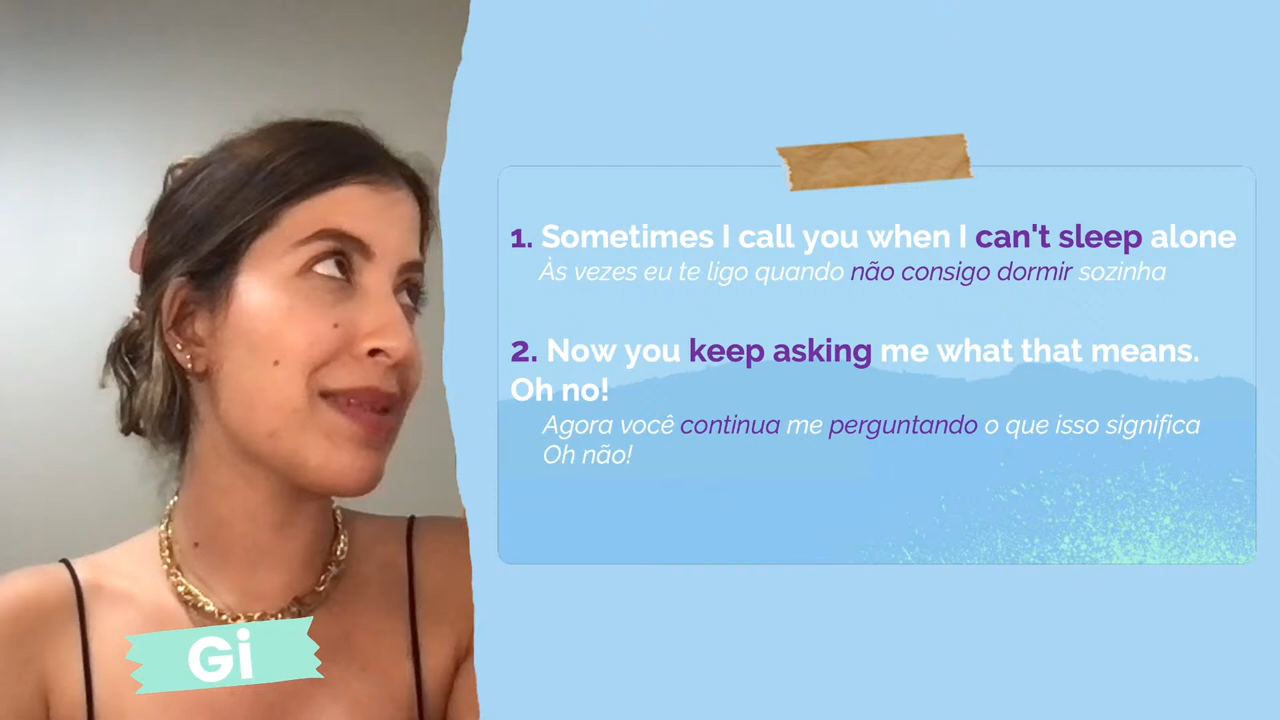 1. Sometimes I call you when I can't sleep alone
Às vezes eu te ligo quando não consigo dormir sozinha
2. Now you keep asking me what that means.
Oh no!
Agora você continua me perguntando o que isso significa
Oh não!
Gi